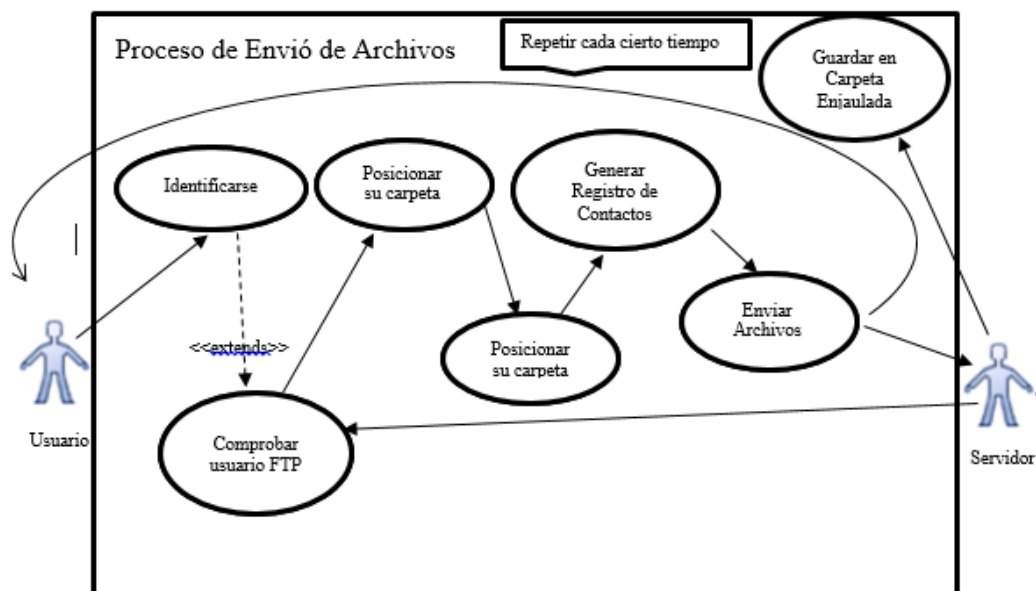 Proceso de Envió de Archivos
Repetir cada cierto tiempo
Guardar en
Carpeta
Enjaulada
Identificarse
Posicionar
su carpeta
Generar
Registro de
Contactos
Enviar
Archivos
Posicionar
su carpeta
<<extends>>
Comprobar
usuario FTP
Usuario
Servidor